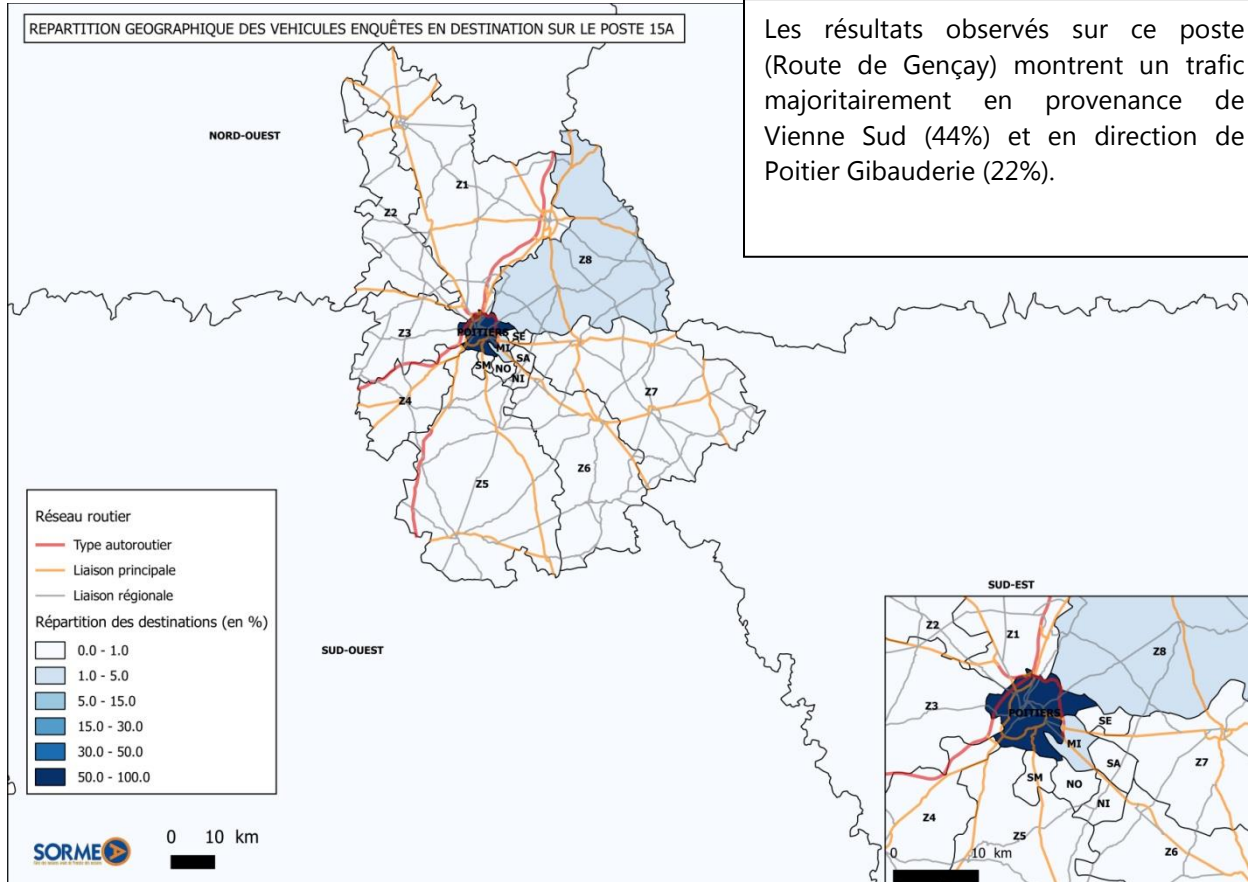 REPARTITION GEOGRAPHIQUE DES VEHICULES ENQUÊTES EN DESTINATION SUR LE POSTE 15A
Les résultats observés sur ce poste
(Route de Gençay) montrent un trafic
majoritairement en provenance de
Vienne Sud (44%) et en direction de
Poitier Gibauderie (22%).
NORD-OUEST
Z1
Z2
Z8
Z3
POITIERS
SE
MI
SA
SM
NO
NI
Z4
Z7
Z6
Z5
SUD-OUEST
SUD-EST
Réseau routier
Type autoroutier
Liaison principale
Liaison régionale
Répartition des destinations (en %)
0.0 - 1.0
1.0 - 5.0
5.0 - 15.0
15.0 - 30.0
30.0 - 50.0
50.0 - 100.0
SORMEA
0 10 km
Z2
Z1
Z8
Z3
POITIERS
SE
MI
SA
Z7
SM
NO
NI
Z4
Z5
Z6
0 10 km